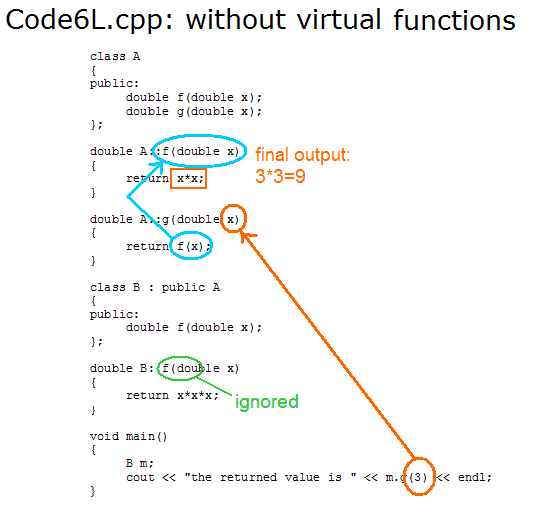 Code6L.cpp: without virtual functions
class A
{
public:
double f(double x);
double g(double x);
};
double A::f(double x)
final output:
{
return x*x;
3*3=9
}
double A::g(double x)
{
return f(x);
}
class B : public A
{
public:
double f(double x);
};
double B::f(double x)
{
return x*x*x;
ignored
}
void main()
{
B m;
cout << "the returned value is " << m.g(3) << endl;
}